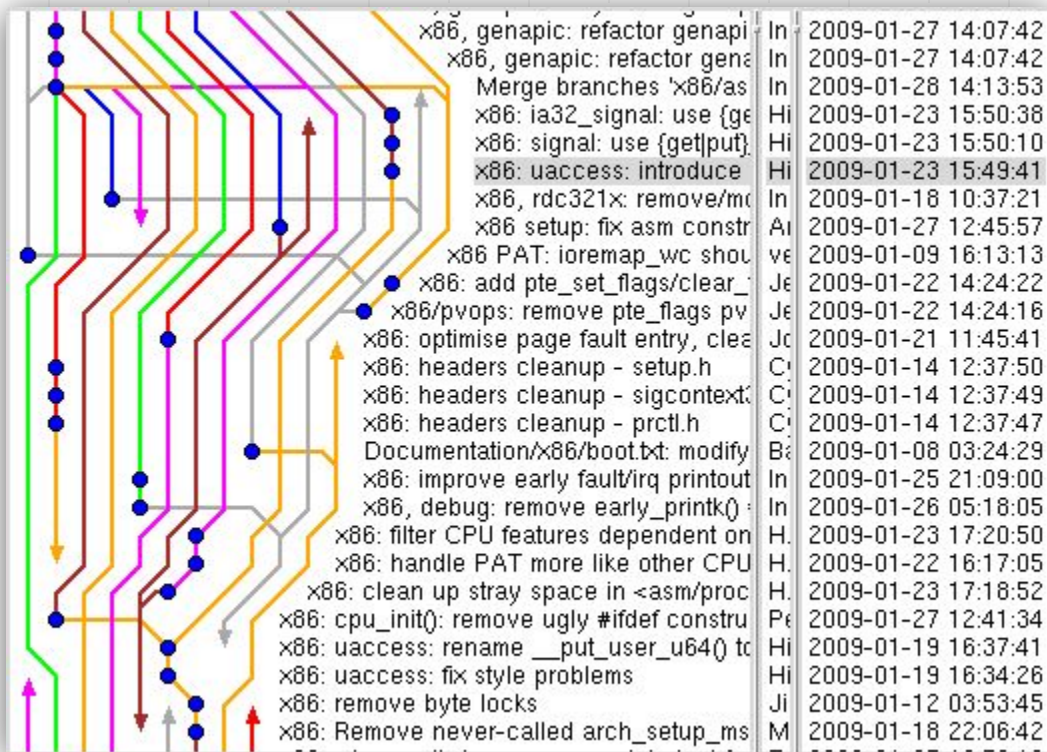 x86, genapic: refactor genapi In 2009-01-27 14:07:42
x86, genapic: refactor gena In 2009-01-27 14:07:42
Merge branches 'x86/as In 2009-01-28 14:13:53
x86: ia32_signal: use {ge Hi 2009-01-23 15:50:38
x86: signal: use {get|put} Hi 2009-01-23 15:50:10
x86: uaccess: introduce Hi 2009-01-23 15:49:41
x86, rdc321x: remove/mo In 2009-01-18 10:37:21
x86 setup: fix asm constr 2009-01-27 12:45:57
x86 PAT: ioremap_wc shou ve 2009-01-09 16:13:13
x86: add pte_set_flags/clear_ Je 2009-01-22 14:24:22
x86/pvops: remove pte_flags pv Je 2009-01-22 14:24:16
x86: optimise page fault entry, clea Jo 2009-01-21 11:45:41
x86: headers cleanup - setup.h C 2009-01-14 12:37:50
x86: headers cleanup - sigcontext3 C 2009-01-14 12:37:49
x86: headers cleanup - prctl.h C 2009-01-14 12:37:47
Documentation/x86/boot.txt: modify Ba 2009-01-08 03:24:29
x86: improve early fault/irq printout In 2009-01-25 21:09:00
x86, debug: remove early_printk() In 2009-01-26 05:18:05
x86: filter CPU features dependent on H. 2009-01-23 17:20:50
x86: handle PAT more like other CPU H. 2009-01-22 16:17:05
x86: clean up stray space in <asm/proc H. 2009-01-23 17:18:52
x86: cpu_init(): remove ugly #ifdef constru Pe 2009-01-27 12:41:34
x86: uaccess: rename __put_user_u64() to Hi 2009-01-19 16:37:41
x86: uaccess: fix style problems Hi 2009-01-19 16:34:26
x86: remove byte locks Ji 2009-01-12 03:53:45
x86: Remove never-called arch_setup_ms M 2009-01-18 22:06:42